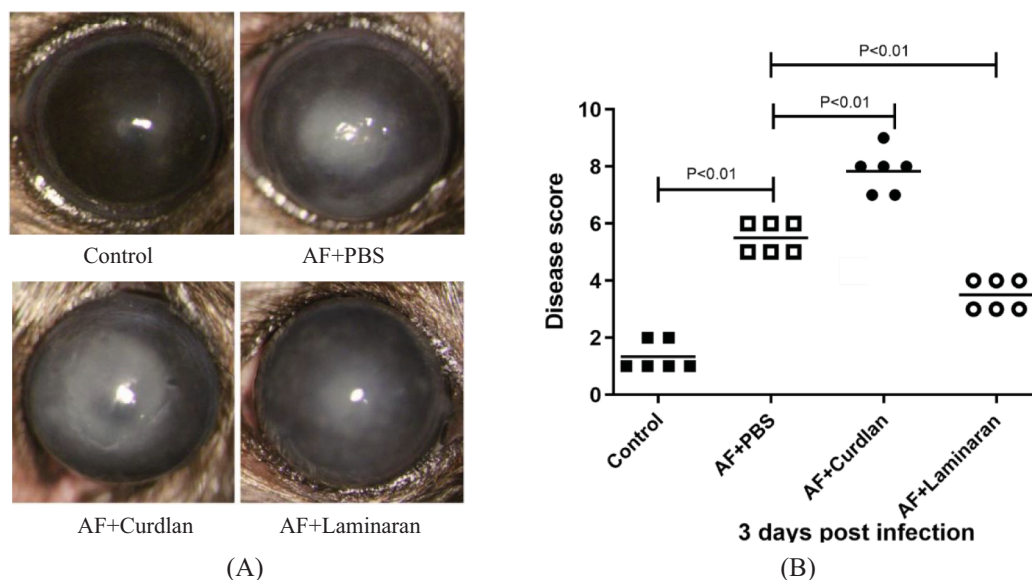 Control
AF+PBS
AF+Curdlan
AF+Laminaran
(A)
P<0.01
P<0.01
P<0.01
10
8
6
4
2
0
Disease score
Control
AF+PBS
AF+Curdlan
AF+Laminaran
3 days post infection
(B)